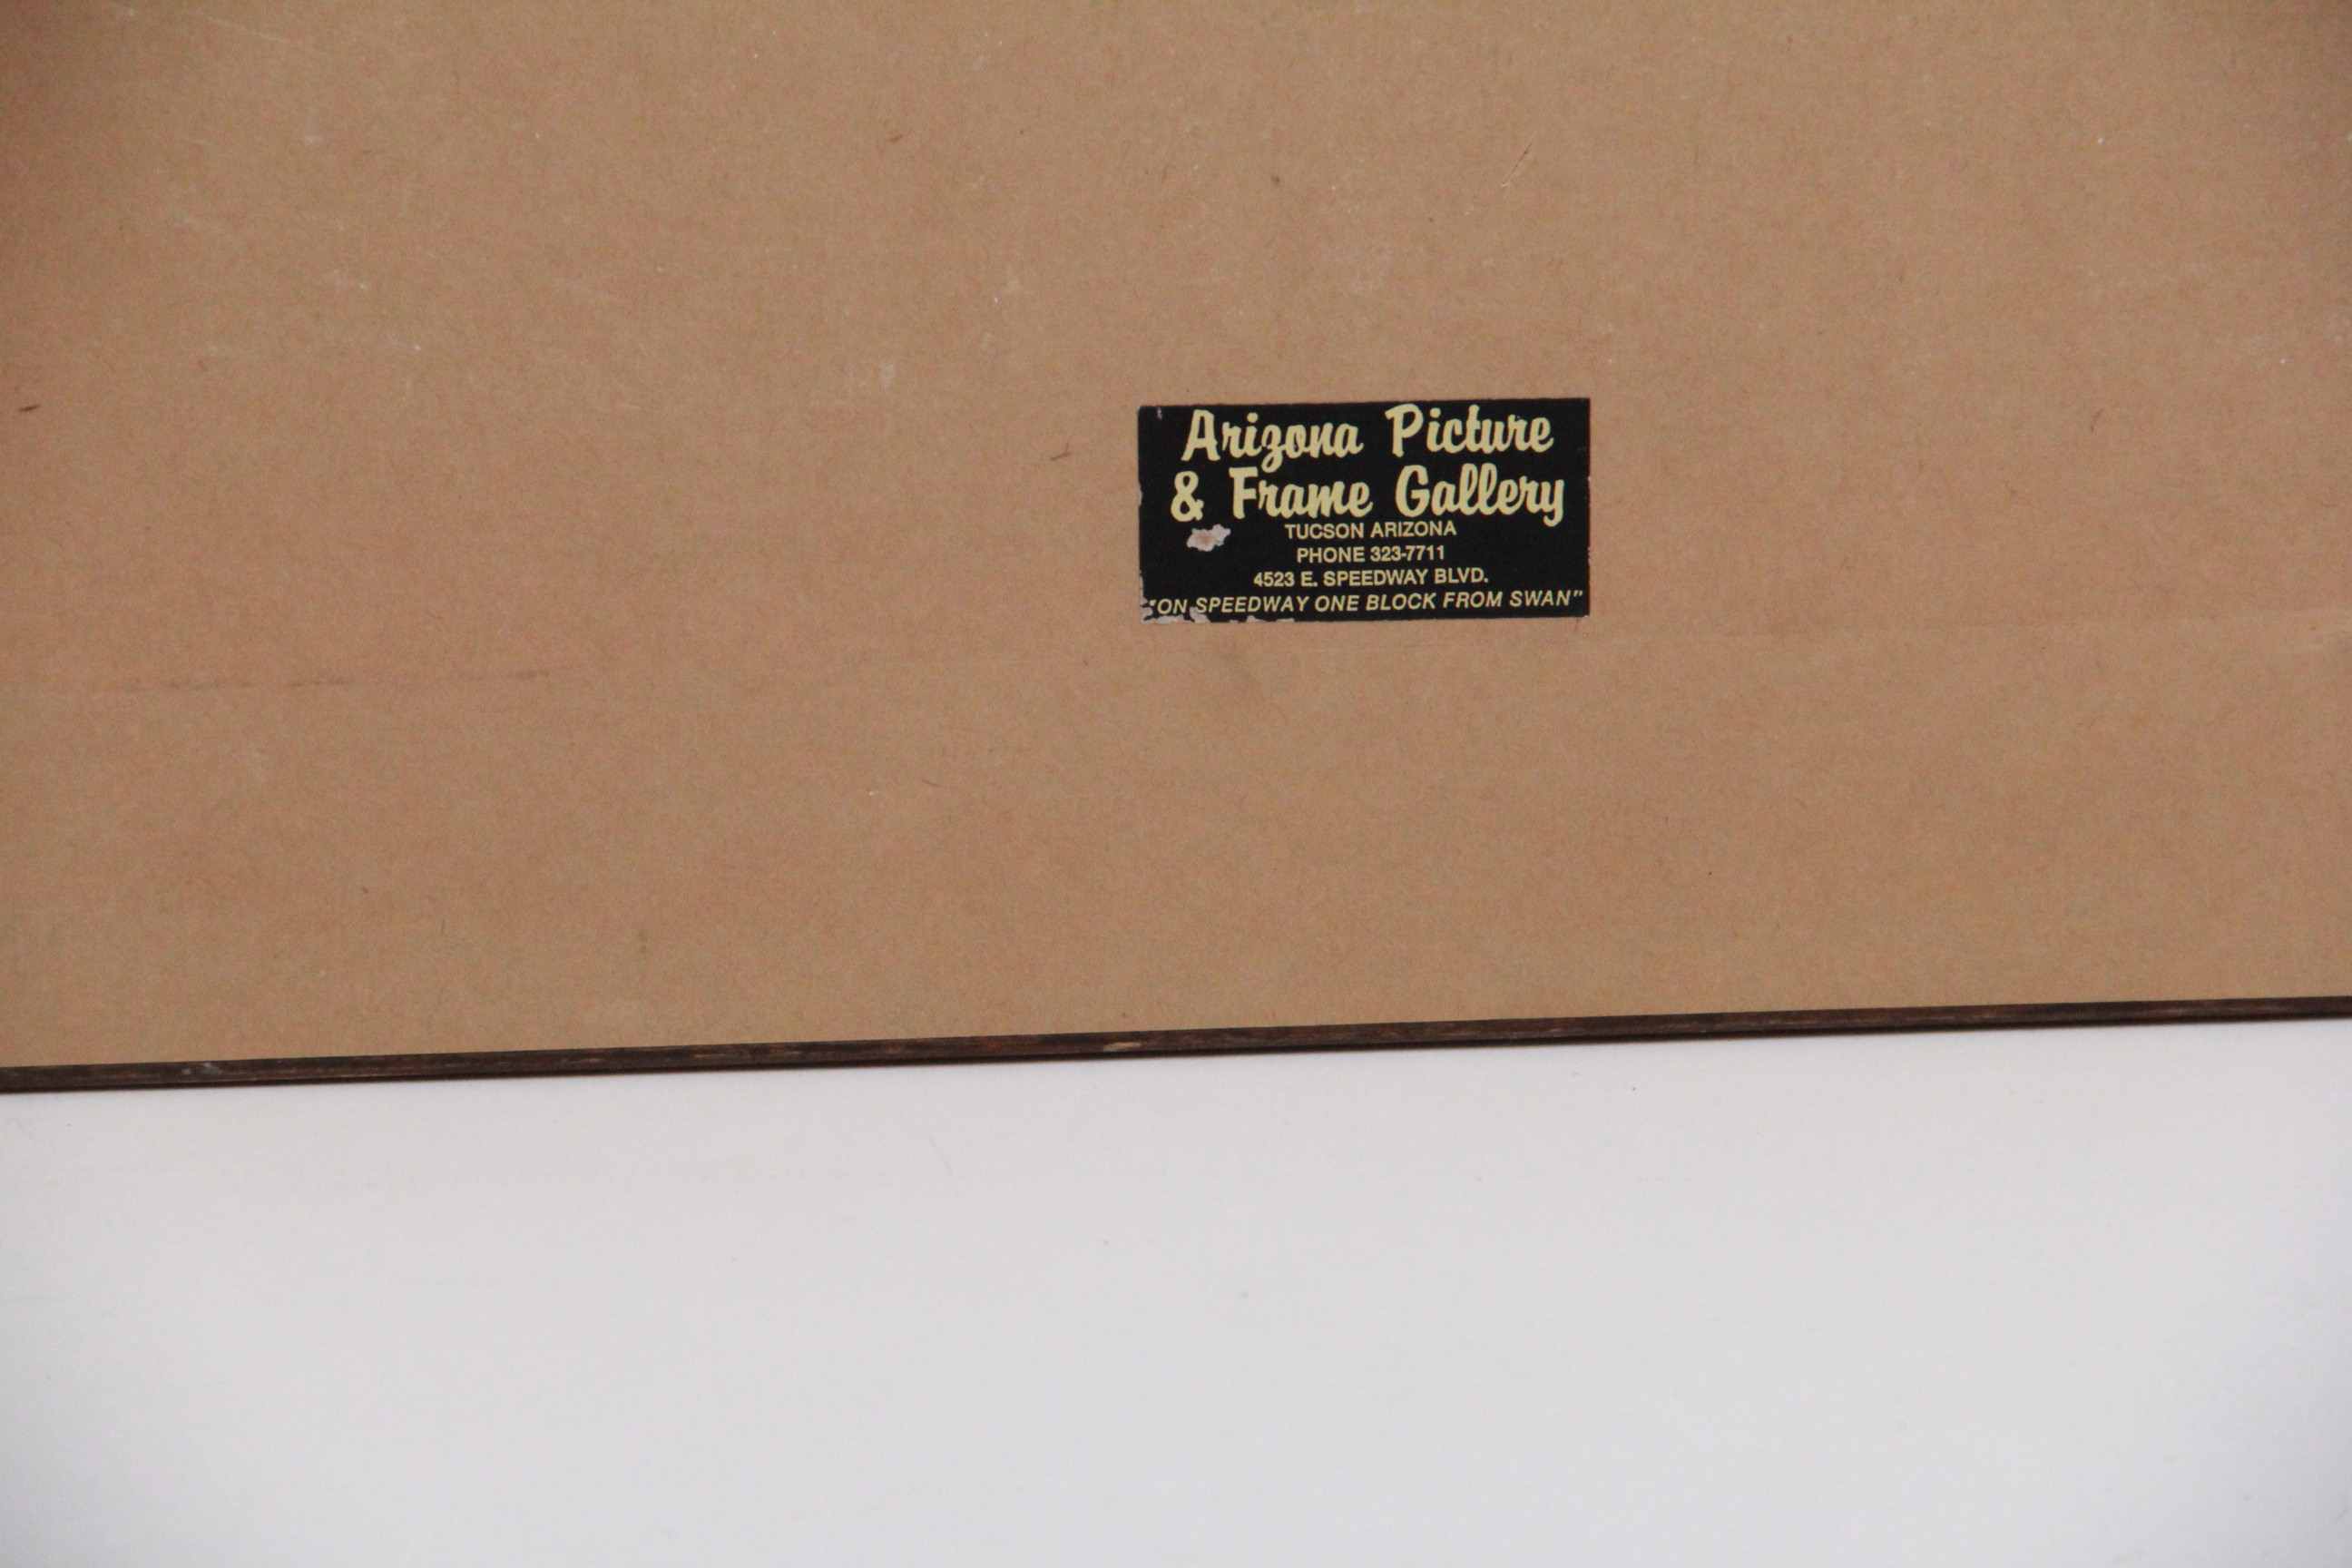 Arizona Picture
& Frame Gallery
TUCSON ARIZONA
PHONE 323-7711
4523 E. SPEEDWAY BLVD.
"ON SPEEDWAY ONE BLOCK FROM SWAN"